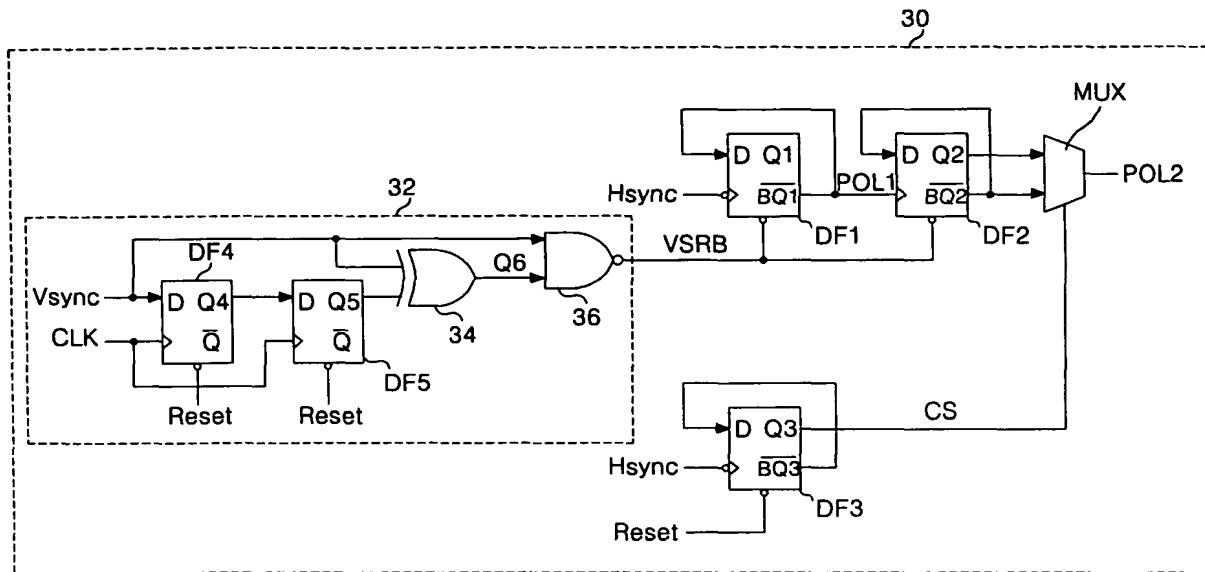 30
MUX
D Q1
BQ1
Hsync
DF1
POL1
D Q2
BQ2
DF2
POL2
32
DF4
Vsync
D Q4
Q
CLK
Reset
D Q5
Q
DF5
Reset
34
Q6
36
VSRB
D Q3
BQ3
Hsync
DF3
Reset
CS